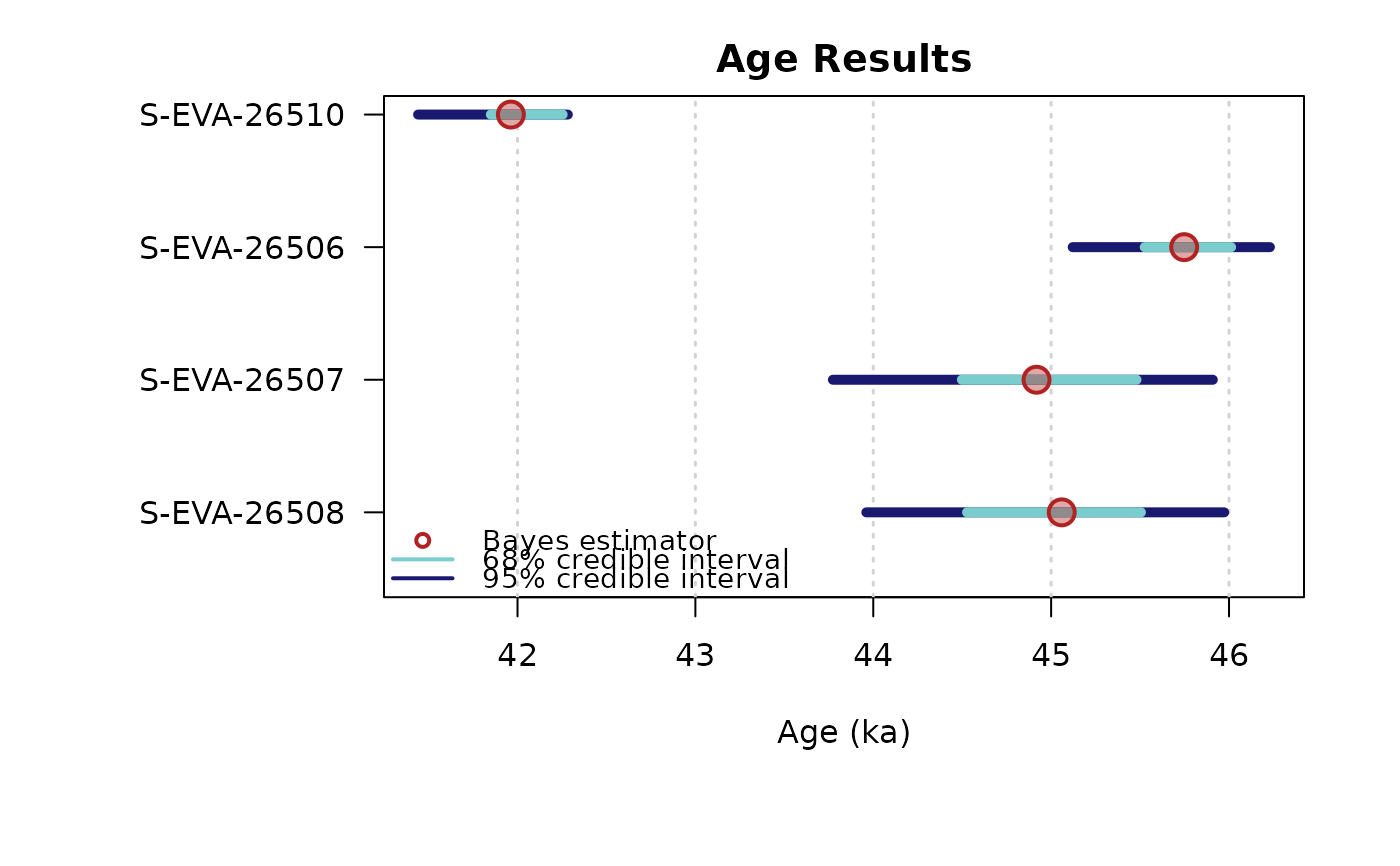 Age Results
S-EVA-26510
S-EVA-26506
S-EVA-26507
S-EVA-26508
Bayes estimator
68% credible interval
95% credible interval
42 43 44 45 46
Age (ka)